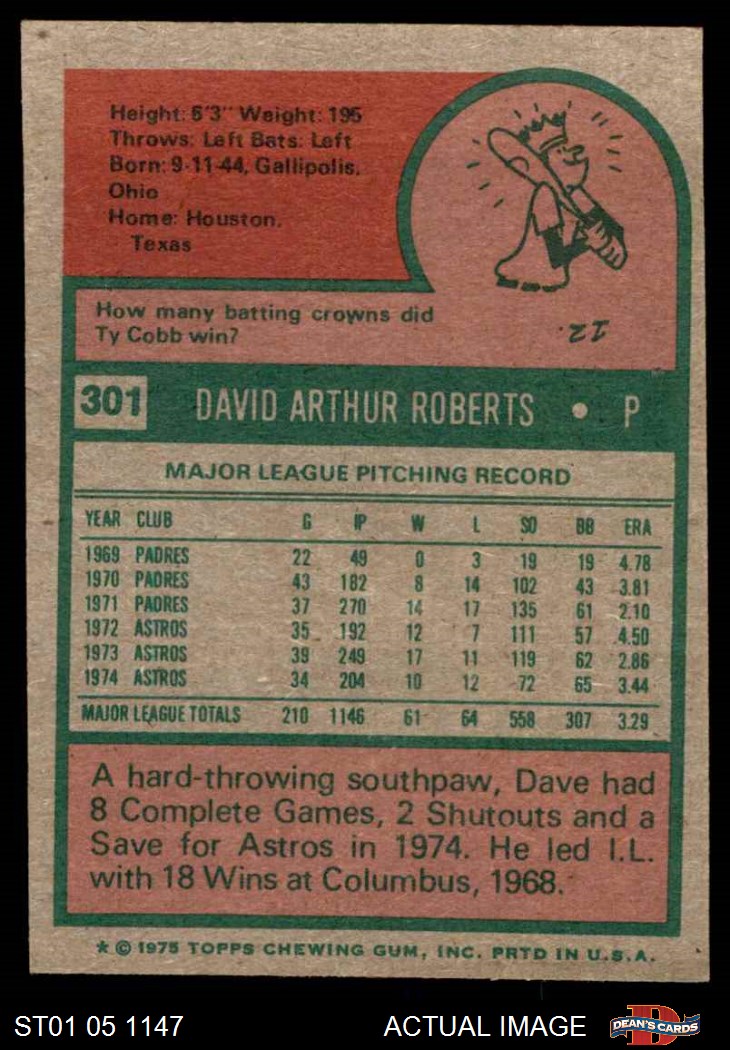 Height: 6'3" Weight: 195
Throws: Left Bats: Left
Born: 9-11-44, Gallipolis,
Ohio
Home: Houston,
Texas
How many batting crowns did
Ty Cobb win?
12.
301 DAVID ARTHUR ROBERTS • P
MAJOR LEAGUE PITCHING RECORD
YEAR CLUB G IP W L SO BB ERA
1969 PADRES 22 49 0 3 19 19 4.78
1970 PADRES 43 182 8 14 102 43 3.81
1971 PADRES 37 270 14 17 135 61 2.10
1972 ASTROS 35 192 12 7 111 57 4.50
1973 ASTROS 39 249 17 11 119 62 2.86
1974 ASTROS 34 204 10 12 72 65 3.44
MAJOR LEAGUE TOTALS 210 1146 61 64 558 307 3.29
A hard-throwing southpaw, Dave had
8 Complete Games, 2 Shutouts and a
Save for Astros in 1974. He led I.L.
with 18 Wins at Columbus, 1968.
* © 1975 TOPPS CHEWING GUM, INC. PRTD IN U.S.A.
ST01 05 1147 ACTUAL IMAGE DEAN'S CARDS